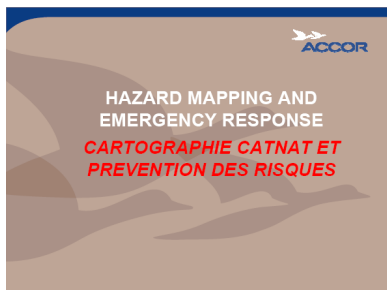 ACCOR
HAZARD MAPPING AND
EMERGENCY RESPONSE
CARTOGRAPHIE CATNAT ET
PREVENTION DES RISQUES